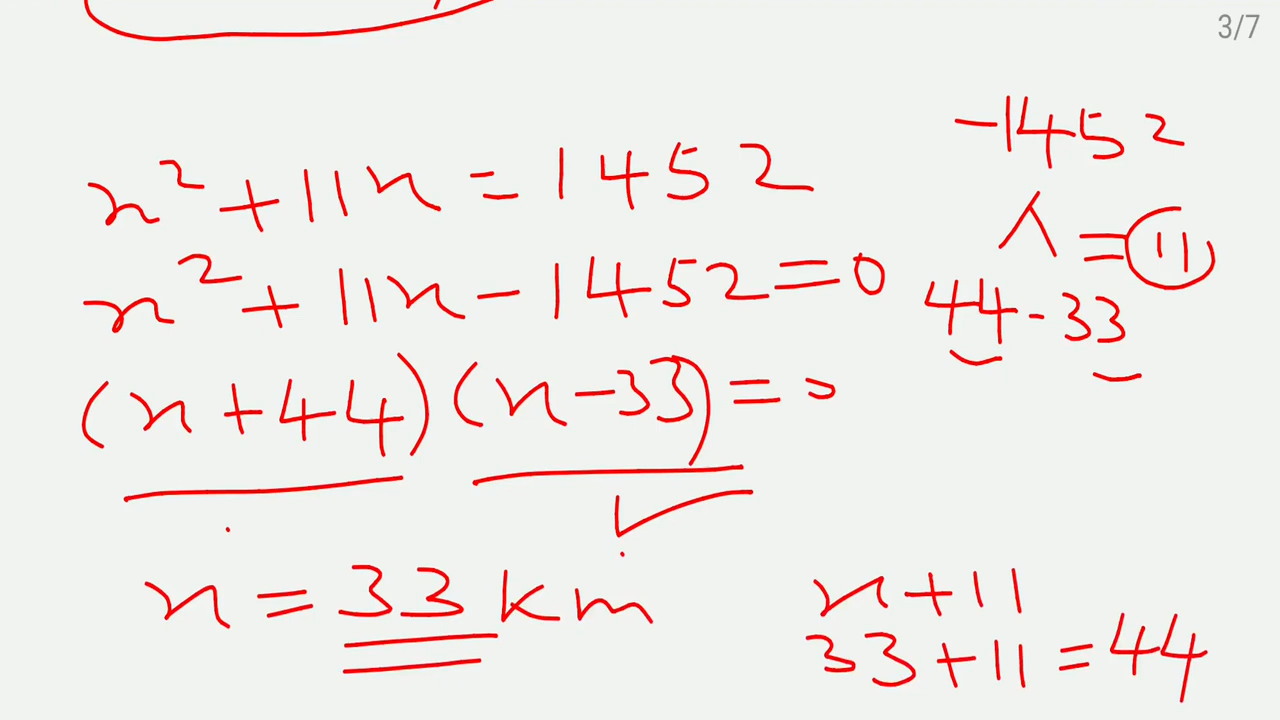 3/7
x² + 11x = 1452
x² + 11x - 1452 = 0
(x + 44) (x - 33) = 0
x = 33 km
-1452
= 11
44 - 33
x + 11
33 + 11 = 44